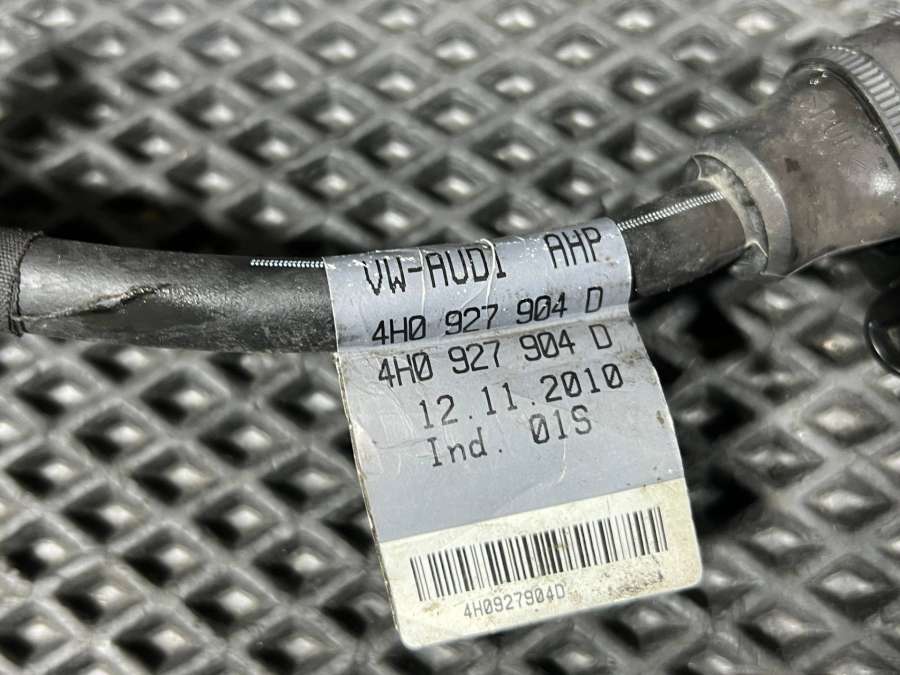 VW-AUDI AHP
4H0 927 904 D
4H0 927 904 D
12.11.2010
Ind. 01S
4H0927904D